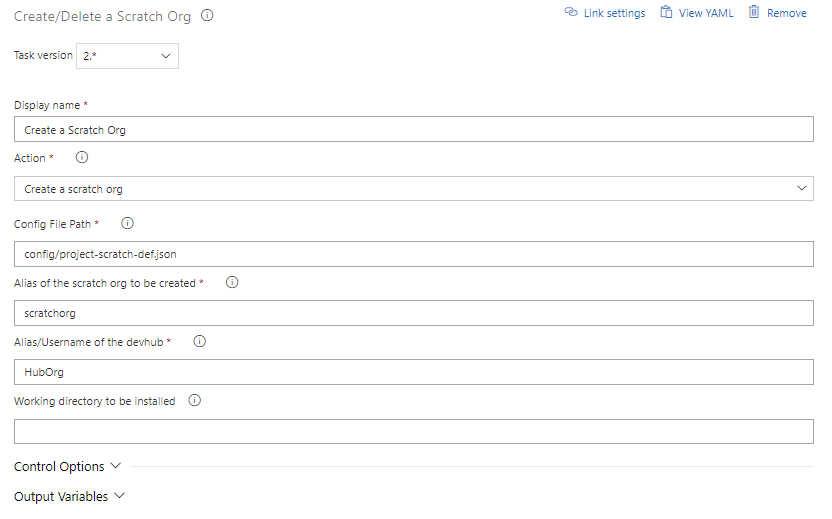 Create/Delete a Scratch Org
Link settings View YAML Remove
Task version 2.*
Display name *
Create a Scratch Org
Action *
Create a scratch org
Config File Path *
config/project-scratch-def.json
Alias of the scratch org to be created *
scratchorg
Alias/Username of the devhub *
HubOrg
Working directory to be installed
Control Options
Output Variables